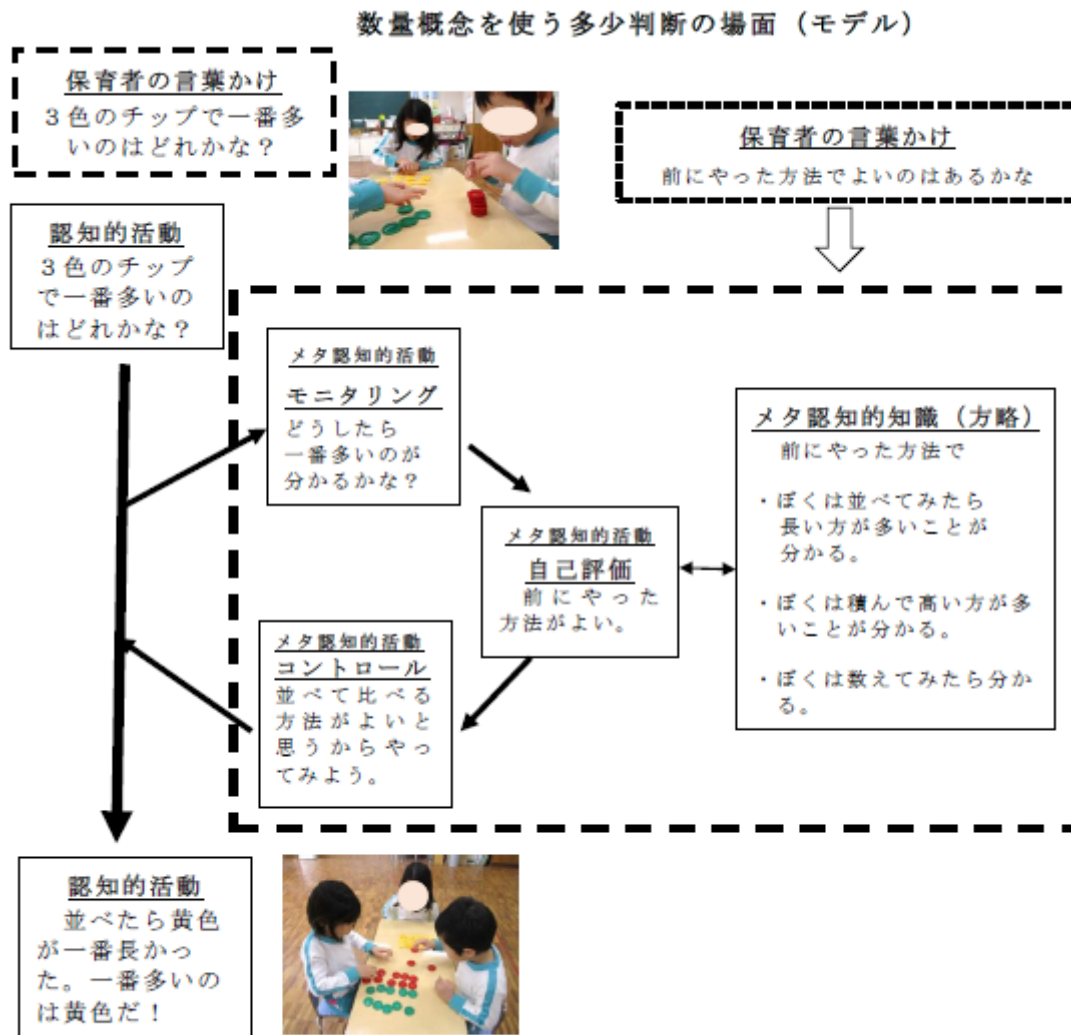 数量概念を使う多少判断の場面（モデル）
保育者の言葉かけ
３色のチップで一番多
いのはどれかな？
保育者の言葉かけ
前にやった方法でよいのはあるかな
認知的活動
３色のチップ
で一番多いの
はどれかな？
メタ認知的活動
モニタリング
どうしたら
一番多いのが
分かるかな？
メタ認知的活動
自己評価
前にやった
方法がよい。
メタ認知的知識（方略）
前にやった方法で
・ぼくは並べてみたら
長い方が多いことが
分かる。
・ぼくは積んで高い方が多
いことが分かる。
・ぼくは数えてみたら分か
る。
メタ認知的活動
コントロール
並べて比べる
方法がよいと
思うからやっ
てみよう。
認知的活動
並べたら黄色
が一番長かっ
た。一番多いの
は黄色だ！